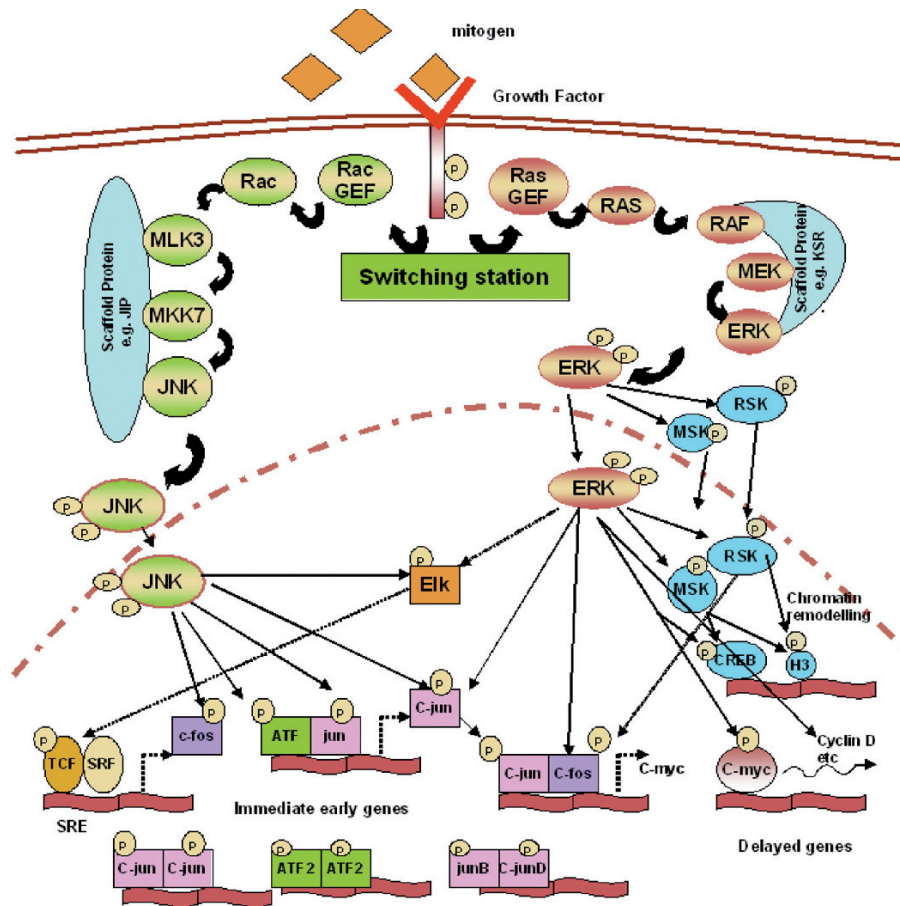 mitogen
Growth Factor
P
P
Rac
Rac
GEF
Ras
GEF
RAS
RAF
MEK
ERK
Scaffold Protein
e.g. KSR
Switching station
Scaffold Protein
e.g. JIP
MLK3
MKK7
JNK
P
P
ERK
P
RSK
MSK
P
P
P
JNK
P
P
ERK
P
P
JNK
P
Elk
P
RSK
P
MSK
Chromatin
remodelling
P
CREB
P
H3
P
TCF
SRF
SRE
P
c-fos
P
P
ATF
jun
P
C-jun
P
P
C-jun
C-fos
C-myc
P
C-myc
Cyclin D
etc
Immediate early genes
Delayed genes
P
P
C-jun
C-jun
P
P
ATF2
ATF2
P
P
junB
C-junD